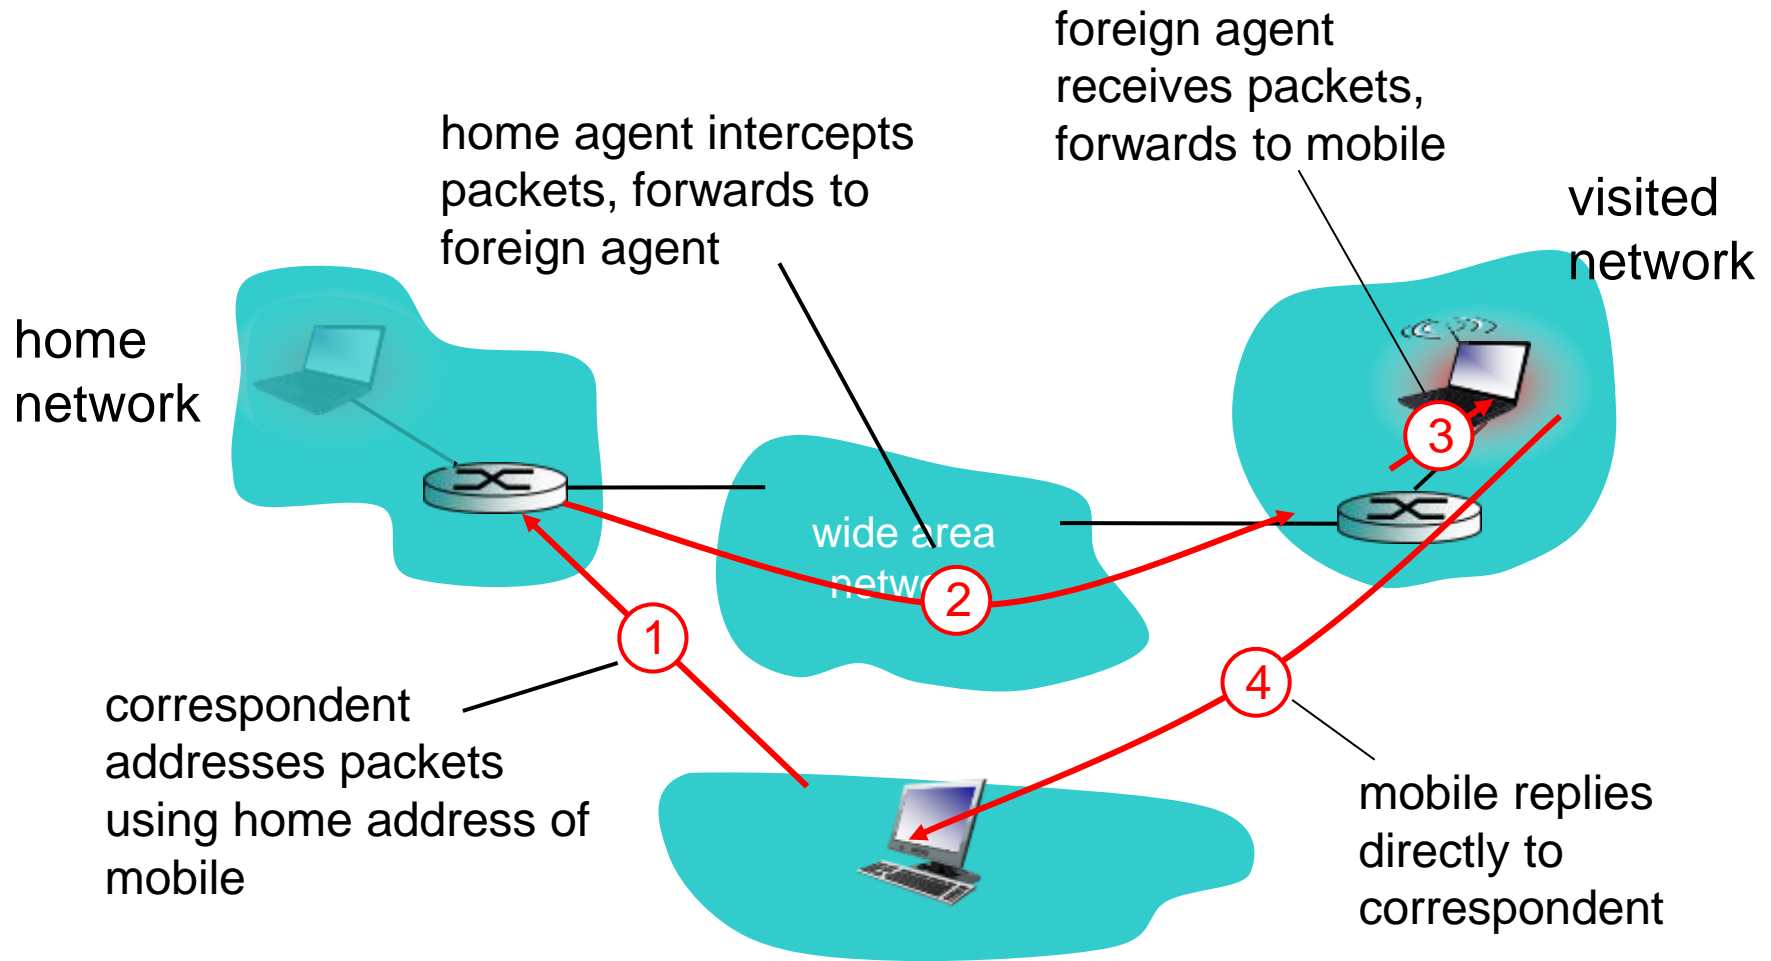 foreign agent
receives packets,
forwards to mobile
home agent intercepts
packets, forwards to
foreign agent
visited
network
home
network
3
wide area
network
2
1
4
correspondent
addresses packets
using home address of
mobile
mobile replies
directly to
correspondent